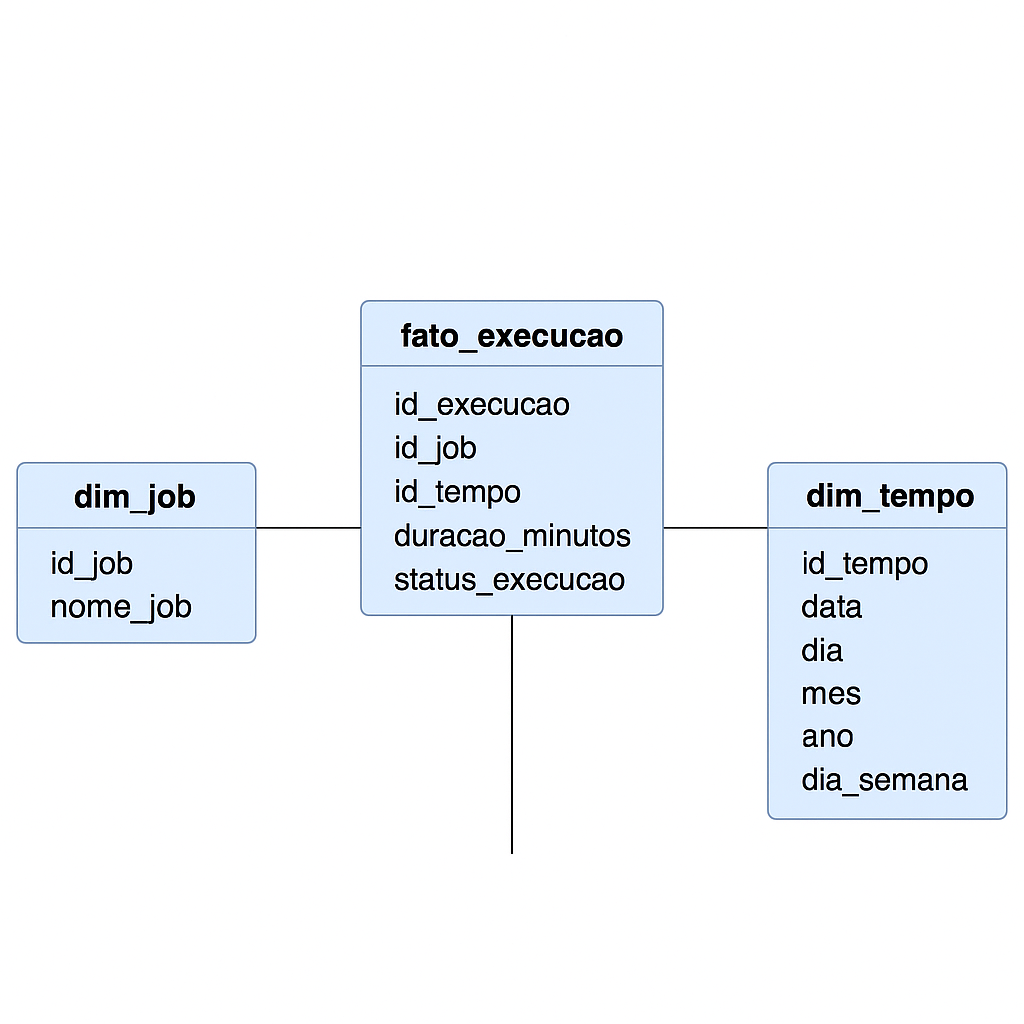 fato_execucao
id_execucao
id_job
id_tempo
duracao_minutos
status_execucao
dim_job
id_job
nome_job
dim_tempo
id_tempo
data
dia
mes
ano
dia_semana